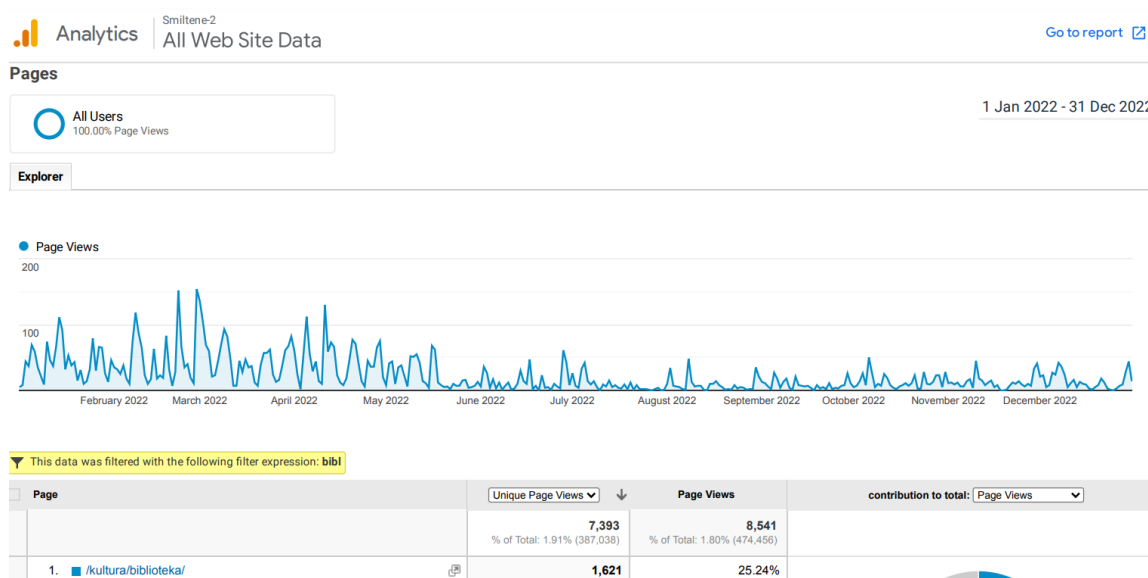 Analytics
Smiltene-2
All Web Site Data
Go to report
Pages
All Users
100.00% Page Views
1 Jan 2022 - 31 Dec 2022
Explorer
Page Views
200
100
February 2022 March 2022 April 2022 May 2022 June 2022 July 2022 August 2022 September 2022 October 2022 November 2022 December 2022
This data was filtered with the following filter expression: bibl
Page Unique Page Views Page Views contribution to total: Page Views
7,393 8,541
% of Total: 1.91% (387,038) % of Total: 1.80% (474,456)
1. /kultura/biblioteka/ 1,621 25.24%